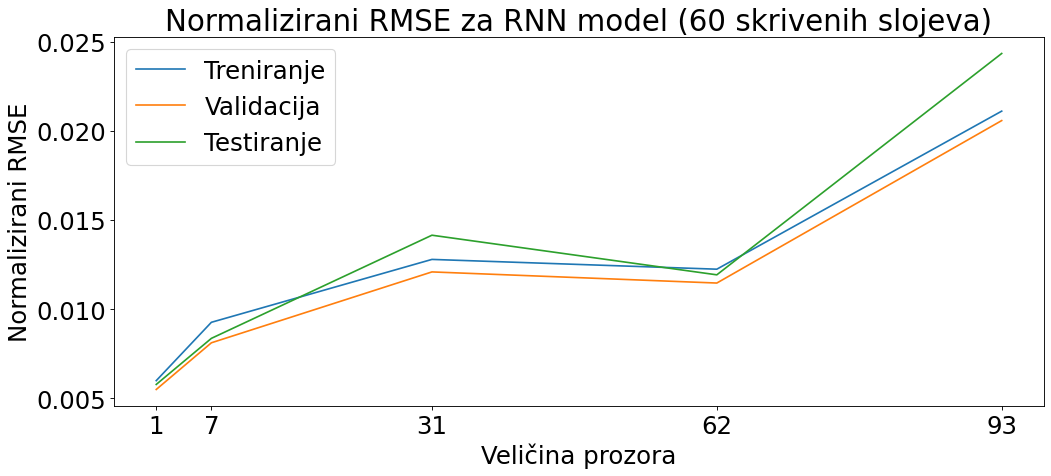 Normalizirani RMSE za RNN model (60 skrivenih slojeva)
Normalizirani RMSE
0.025
0.020
0.015
0.010
0.005
Treniranje
Validacija
Testiranje
1 7 31 62 93
Veličina prozora